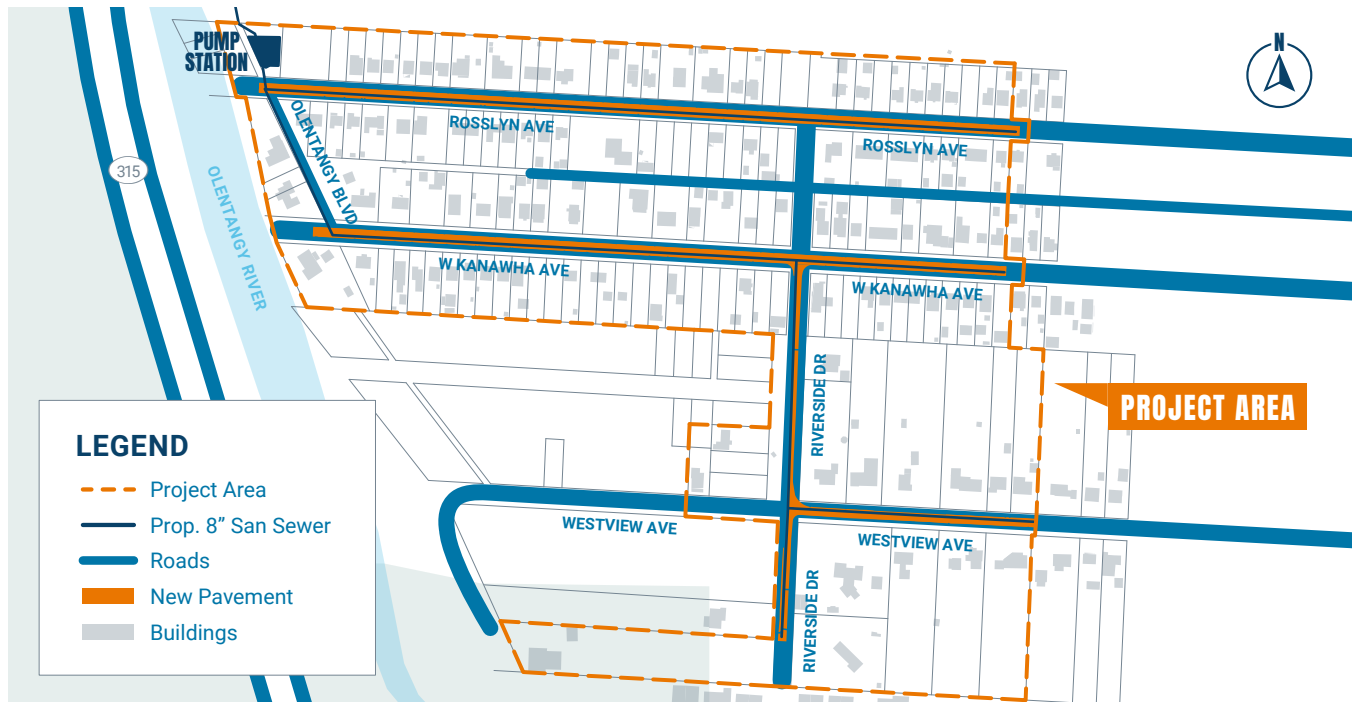 PUMP
STATION
N
OLENTANGY BLVD
ROSSLYN AVE
ROSSLYN AVE
315
OLENTANGY RIVER
W KANAWHA AVE
W KANAWHA AVE
RIVERSIDE DR
PROJECT AREA
LEGEND
Project Area
Prop. 8” San Sewer
Roads
New Pavement
Buildings
WESTVIEW AVE
WESTVIEW AVE
RIVERSIDE DR